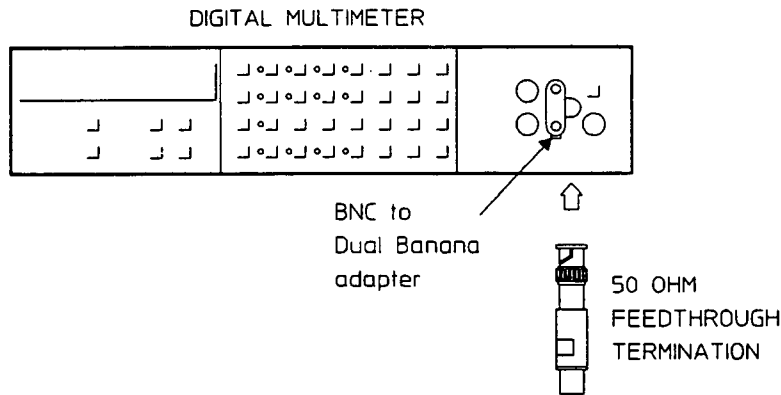 DIGITAL MULTIMETER
BNC to
Dual Banana
adapter
50 OHM
FEEDTHROUGH
TERMINATION